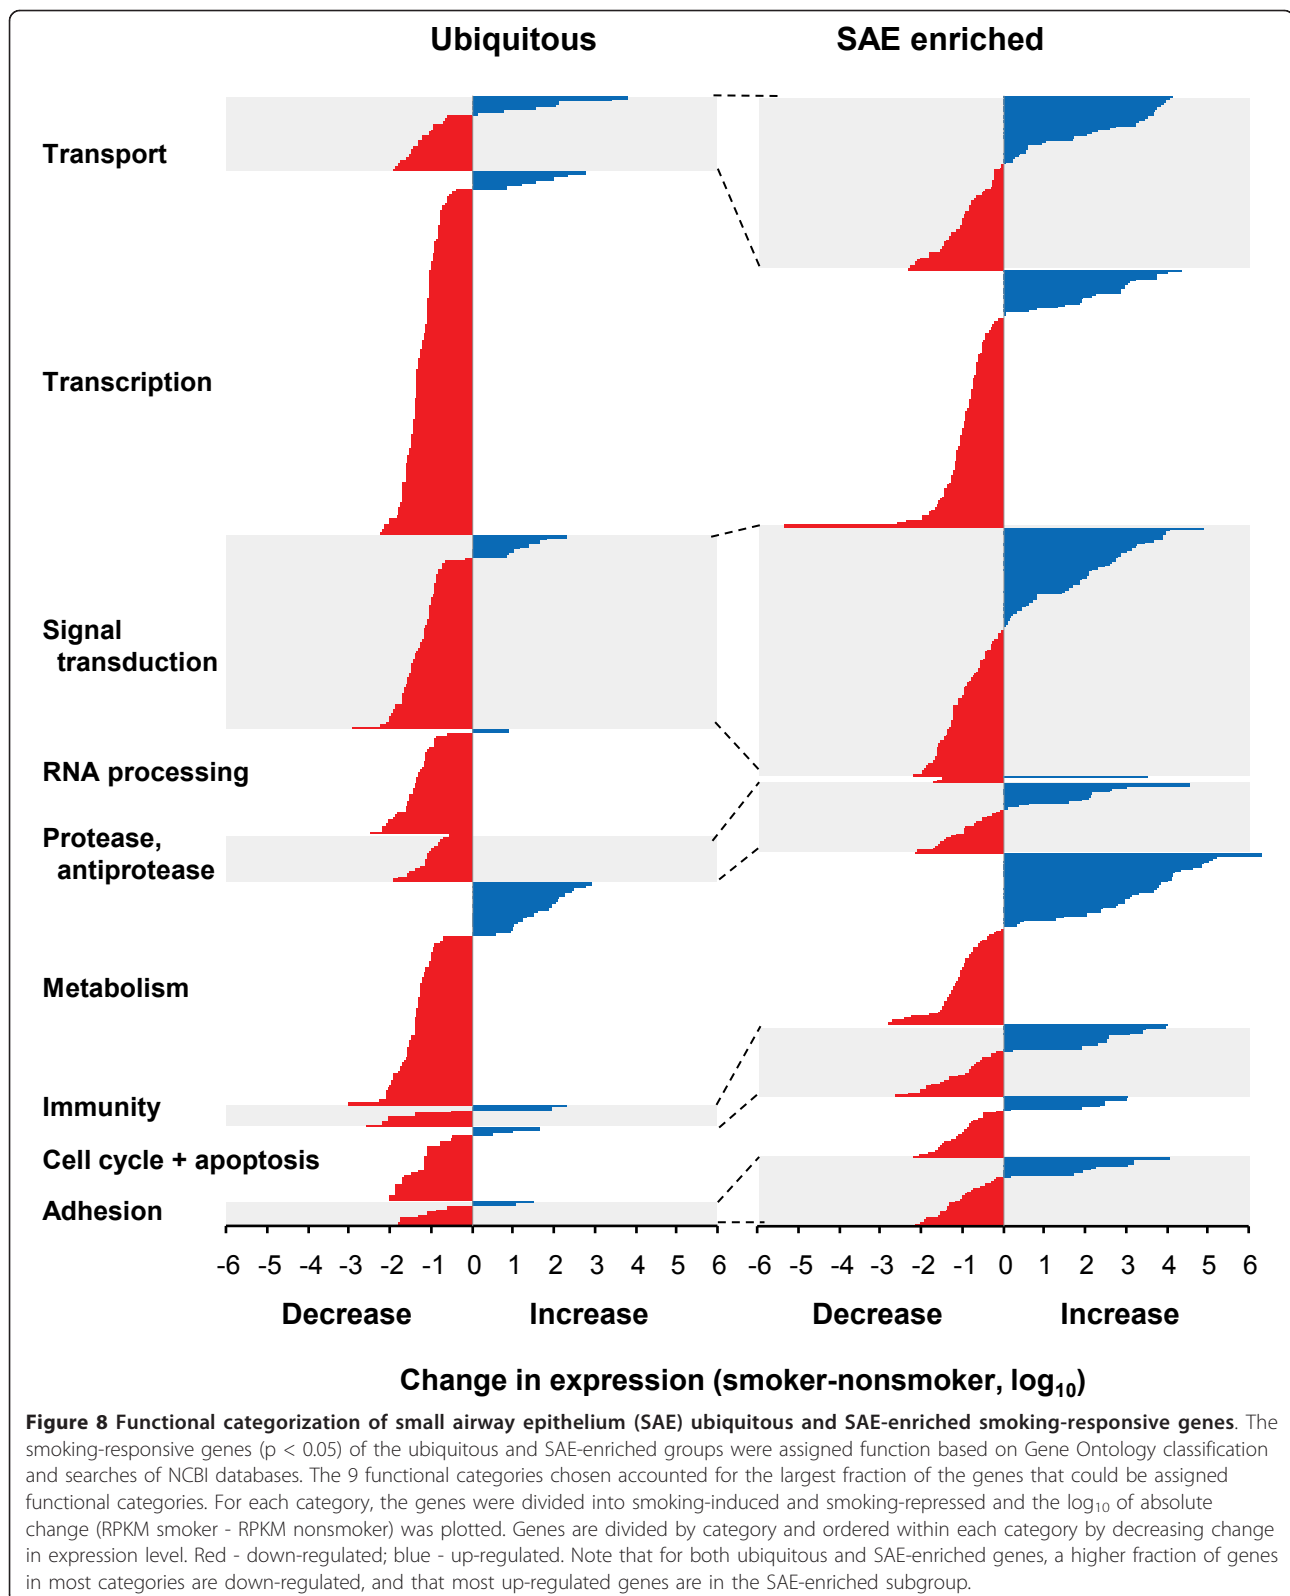 Ubiquitous
SAE enriched
Transport
Transcription
Signal
transduction
RNA processing
Protease,
antiprotease
Metabolism
Immunity
Cell cycle + apoptosis
Adhesion
-6 -5 -4 -3 -2 -1 0 1 2 3 4 5 6
-6 -5 -4 -3 -2 -1 0 1 2 3 4 5 6
Decrease Increase
Decrease Increase
Change in expression (smoker-nonsmoker, log₁₀)
Figure 8 Functional categorization of small airway epithelium (SAE) ubiquitous and SAE-enriched smoking-responsive genes. The
smoking-responsive genes (p < 0.05) of the ubiquitous and SAE-enriched groups were assigned function based on Gene Ontology classification
and searches of NCBI databases. The 9 functional categories chosen accounted for the largest fraction of the genes that could be assigned
functional categories. For each category, the genes were divided into smoking-induced and smoking-repressed and the log₁₀ of absolute
change (RPKM smoker - RPKM nonsmoker) was plotted. Genes are divided by category and ordered within each category by decreasing change
in expression level. Red - down-regulated; blue - up-regulated. Note that for both ubiquitous and SAE-enriched genes, a higher fraction of genes
in most categories are down-regulated, and that most up-regulated genes are in the SAE-enriched subgroup.